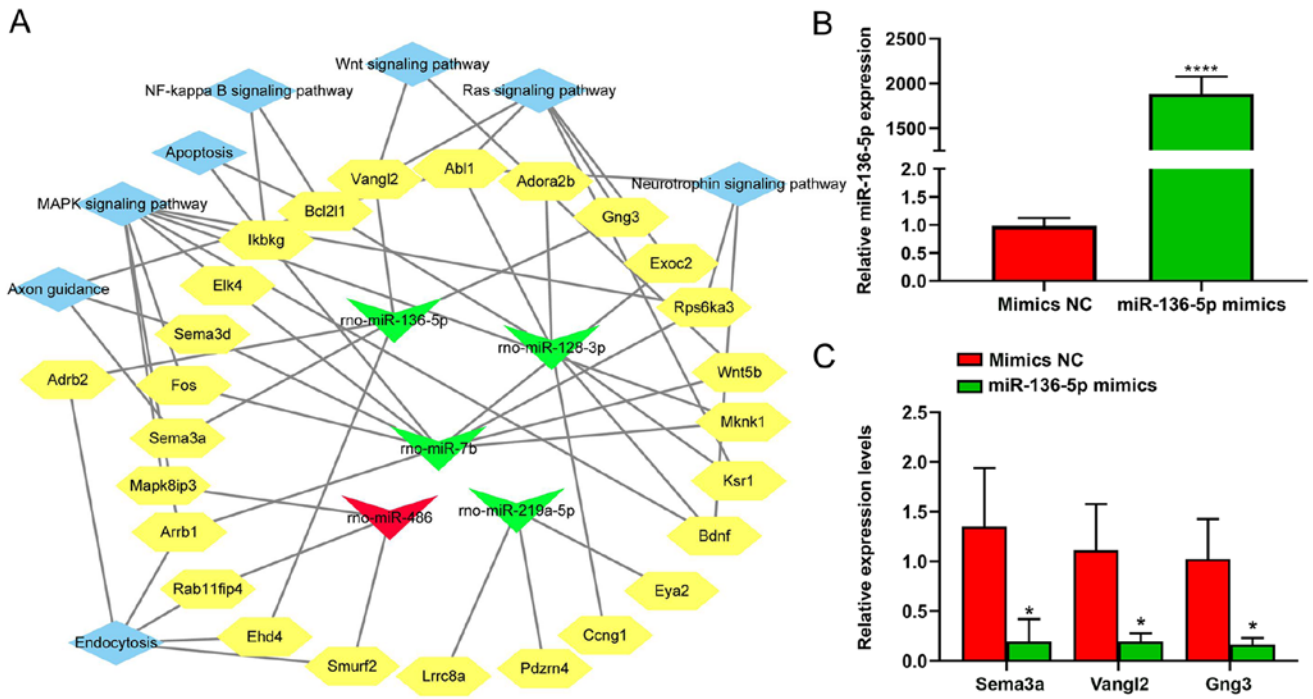 A
Wnt signaling pathway
NF-kappa B signaling pathway
Ras signaling pathway
Apoptosis
Vangl2
Abl1
Adora2b
Neurotrophin signaling pathway
MAPK signaling pathway
Bcl2l1
Gng3
Ikbkg
Exoc2
Axon guidance
Elk4
Rps6ka3
rno-miR-136-5p
Sema3d
rno-miR-128-3p
Adrb2
Fos
Wnt5b
Sema3a
Mknk1
rno-miR-7b
Mapk8ip3
Ksr1
rno-miR-486
rno-miR-219a-5p
Arrb1
Bdnf
Rab11fip4
Eya2
Endocytosis
Ehd4
Ccng1
Smurf2
Lrrc8a
Pdzrn4
B
Relative miR-136-5p expression
2500
2000
1500
1000
2.0
1.5
1.0
0.5
0.0
****
Mimics NC
miR-136-5p mimics
C
Mimics NC
miR-136-5p mimics
Relative expression levels
2.5
2.0
1.5
1.0
0.5
0.0
*
*
*
Sema3a
Vangl2
Gng3